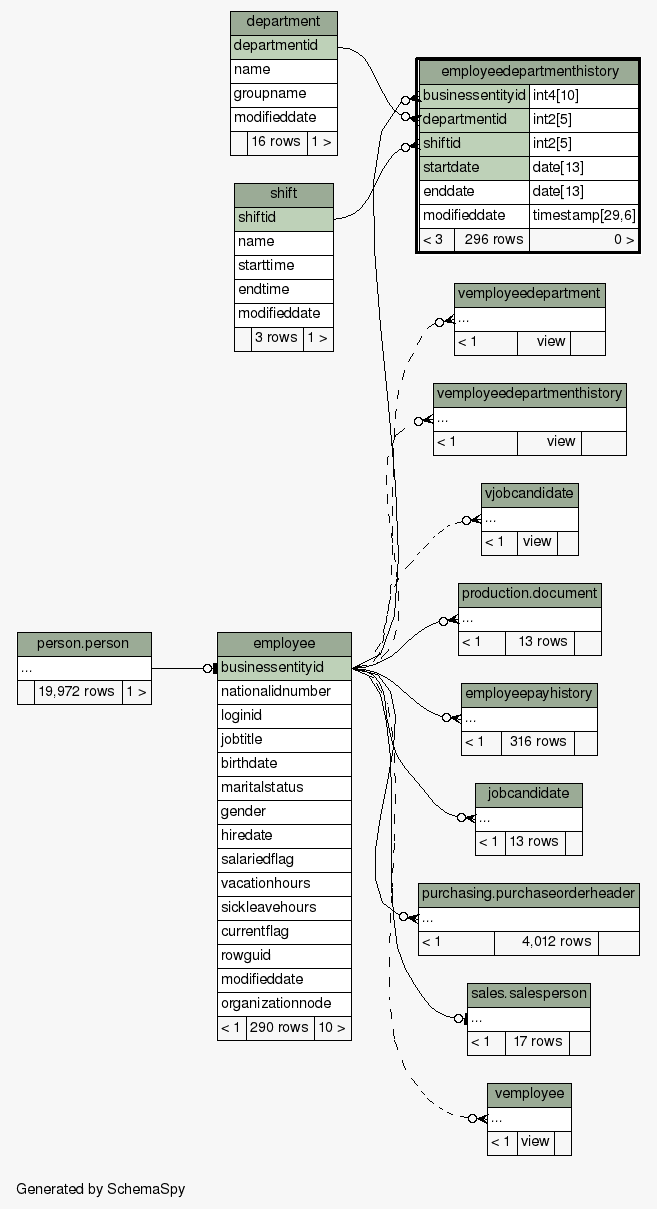 department
departmentid
name
groupname
modifieddate
16 rows 1 >
employeedepartmenthistory
businessentityid int4[10]
departmentid int2[5]
shiftid int2[5]
startdate date[13]
enddate date[13]
modifieddate timestamp[29,6]
< 3 296 rows 0 >
shift
shiftid
name
starttime
endtime
modifieddate
3 rows 1 >
vemployeedepartment
...
< 1 view
vemployeedepartmenthistory
...
< 1 view
vjobcandidate
...
< 1 view
production.document
...
< 1 13 rows
person.person
...
19,972 rows 1 >
employee
businessentityid
nationalidnumber
loginid
jobtitle
birthdate
maritalstatus
gender
hiredate
salariedflag
vacationhours
sickleavehours
currentflag
rowguid
modifieddate
organizationnode
< 1 290 rows 10 >
employeepayhistory
...
< 1 316 rows
jobcandidate
...
< 1 13 rows
purchasing.purchaseorderheader
...
< 1 4,012 rows
sales.salesperson
...
< 1 17 rows
vemployee
...
< 1 view
Generated by SchemaSpy